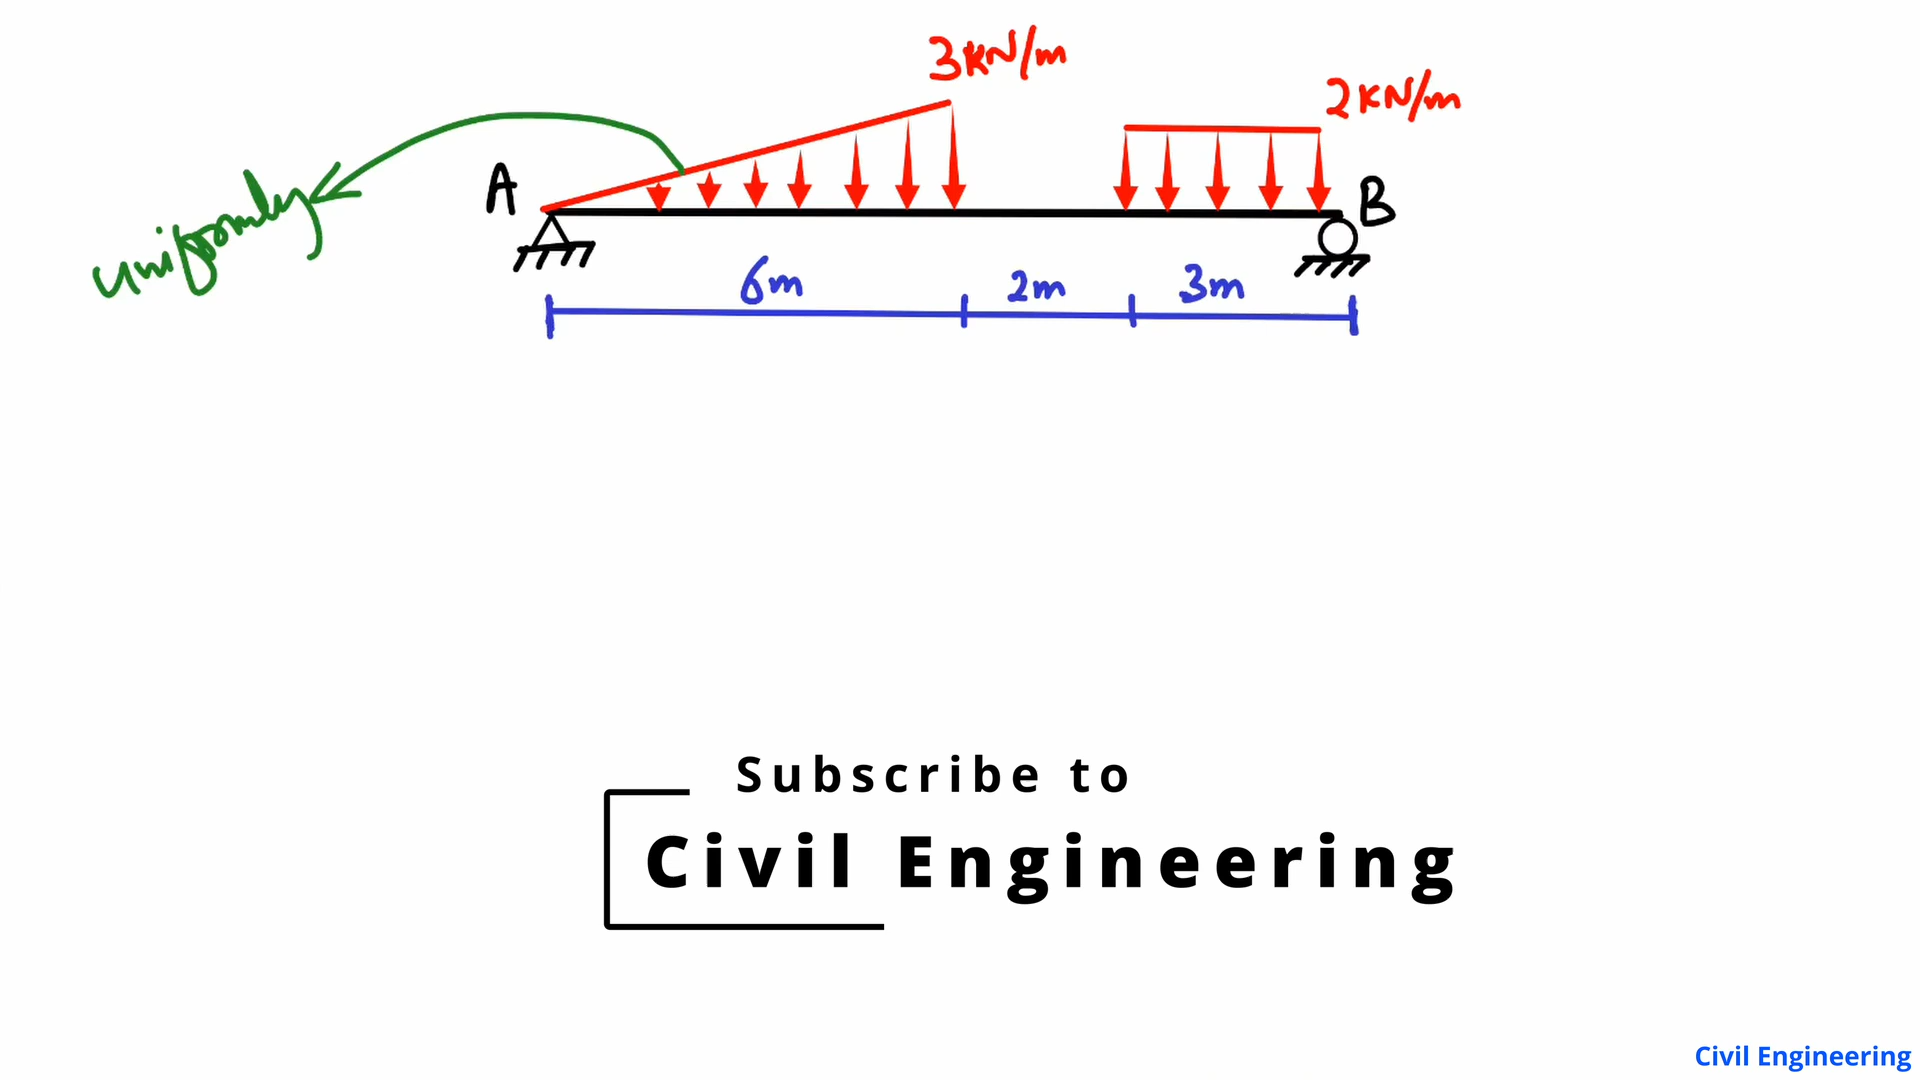 3KN/m
2KN/m
A
B
uniformly
6m
2m
3m
Subscribe to
Civil Engineering
Civil Engineering